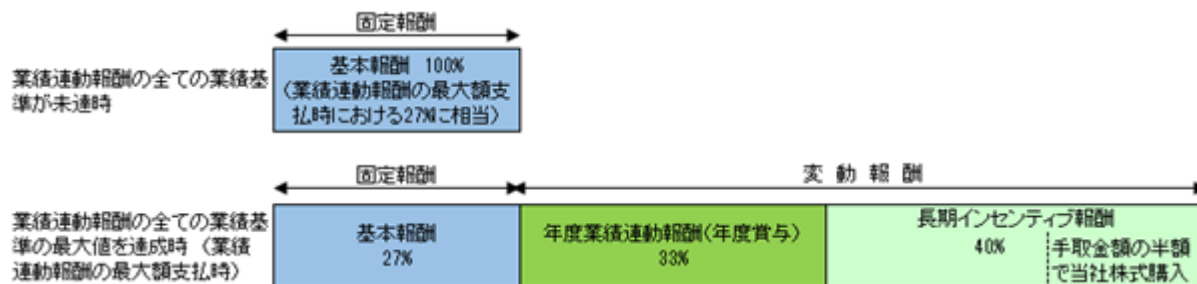 固定報酬
業績連動報酬の全ての業績基
準が未達時
基本報酬 100%
（業績連動報酬の最大額支
払時における27%に相当）
固定報酬
変 動 報 酬
業績連動報酬の全ての業績基
準の最大値を達成時 （業績
連動報酬の最大額支払時）
基本報酬
27%
年度業績連動報酬(年度賞与)
33%
長期インセンティブ報酬
40%
手取金額の半額
で当社株式購入